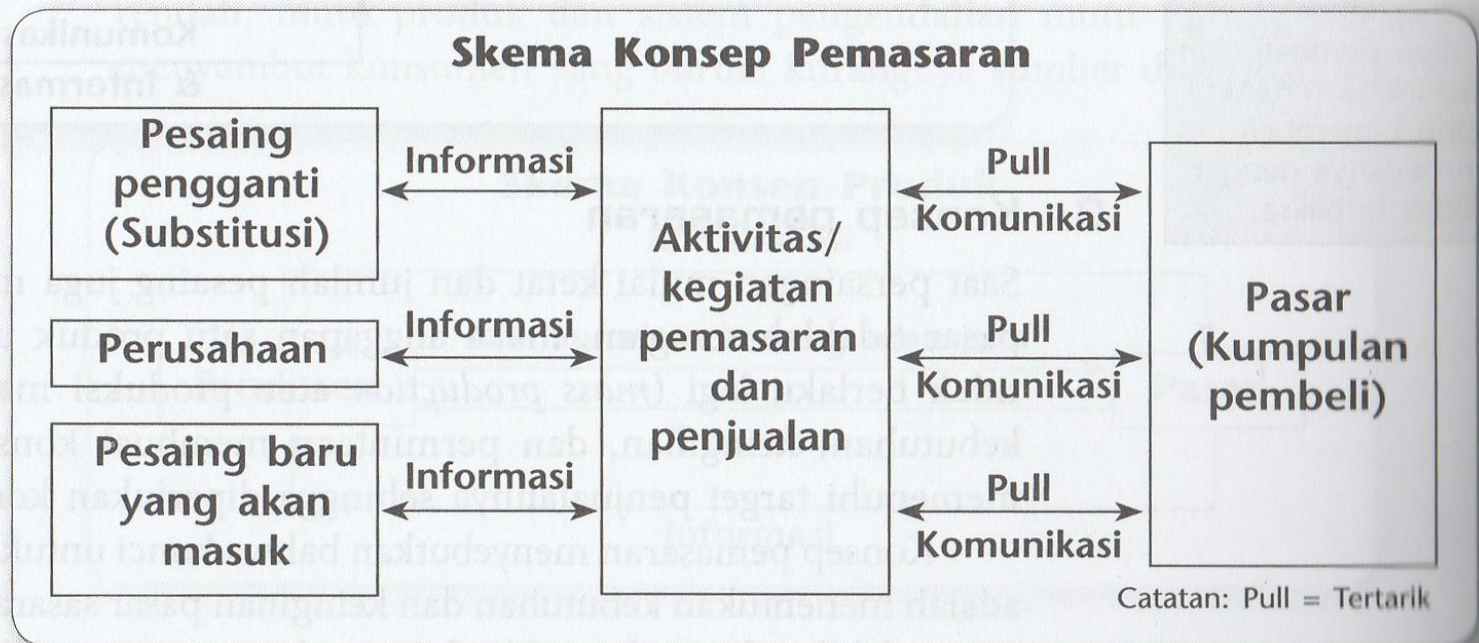 Skema Konsep Pemasaran
Pesaing
pengganti
(Substitusi)
Informasi
Perusahaan
Informasi
Pesaing baru
yang akan
masuk
Informasi
Aktivitas/
kegiatan
pemasaran
dan
penjualan
Pull
Komunikasi
Pull
Komunikasi
Pull
Komunikasi
Pasar
(Kumpulan
pembeli)
Catatan: Pull = Tertarik